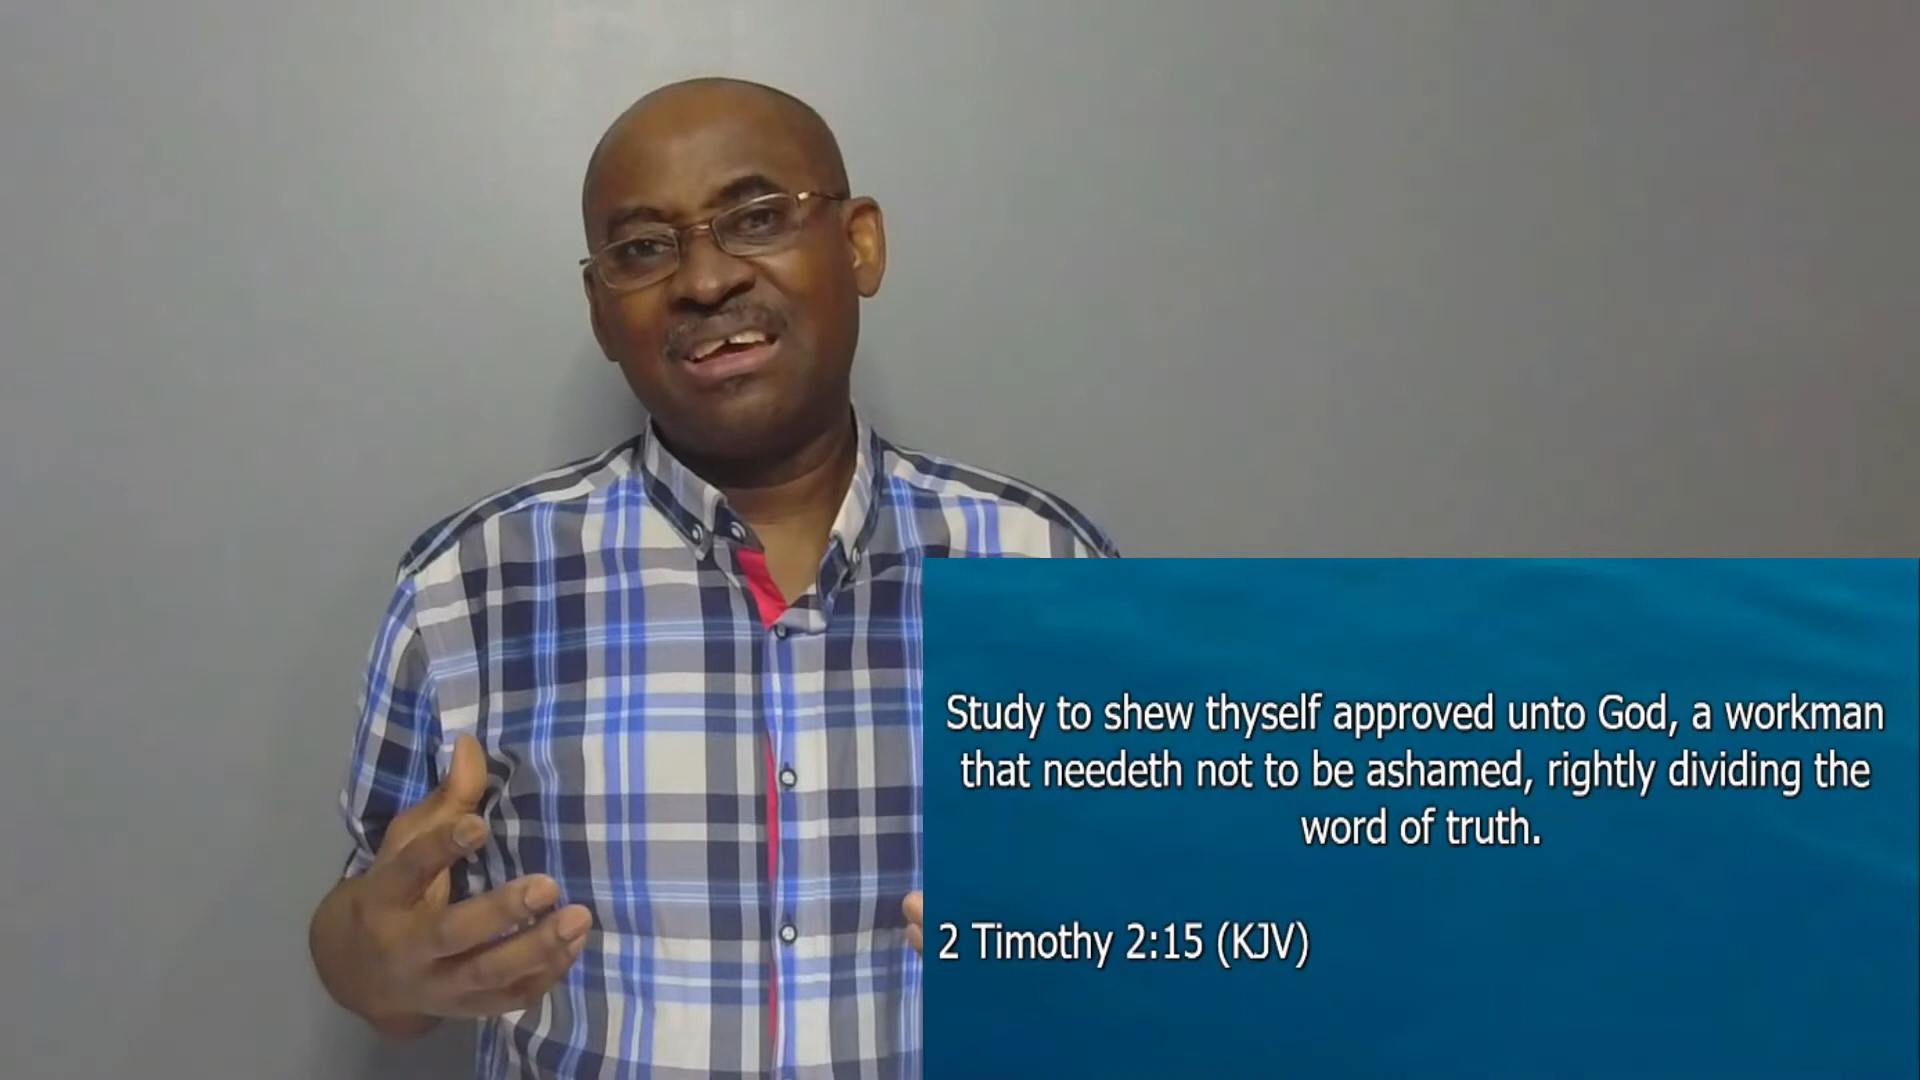 Study to shew thyself approved unto God, a workman
that needeth not to be ashamed, rightly dividing the
word of truth.
2 Timothy 2:15 (KJV)